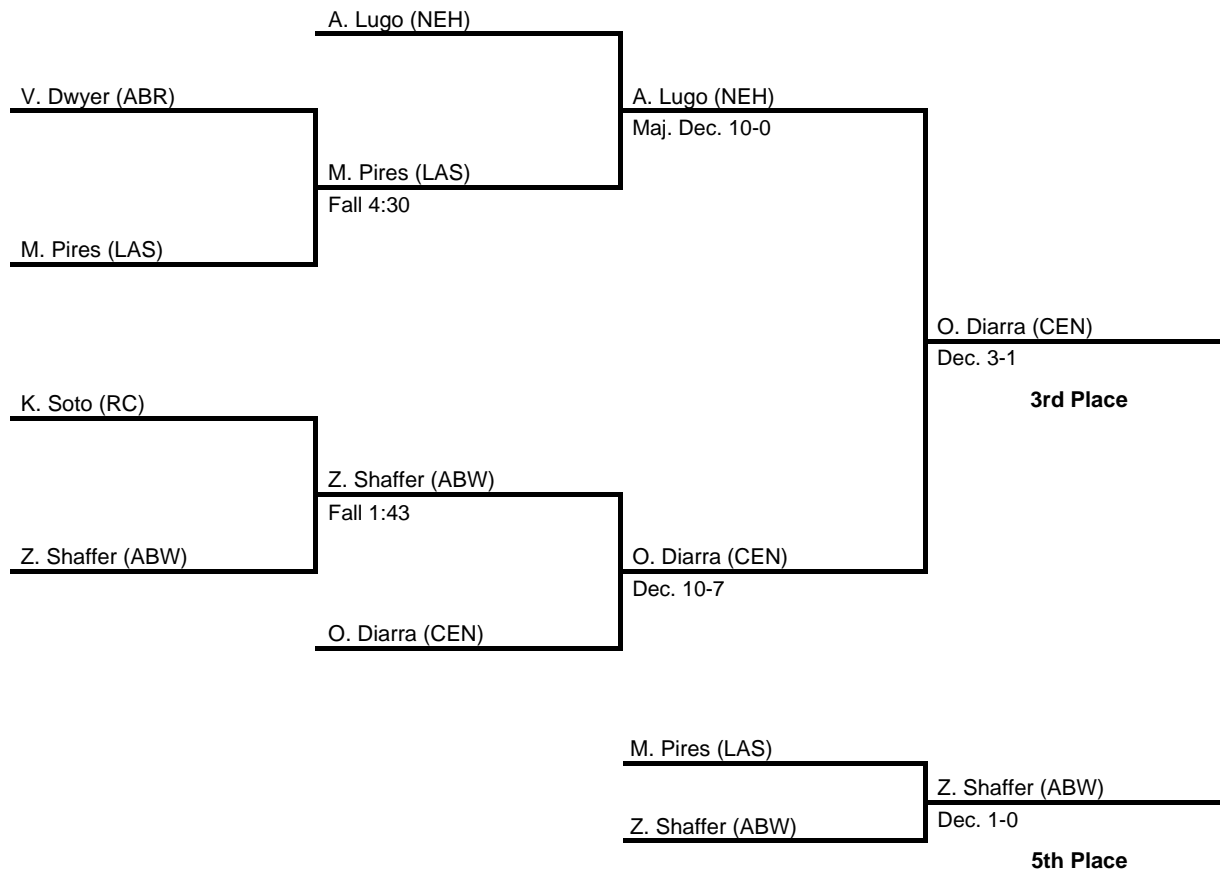 A. Lugo (NEH)
V. Dwyer (ABR)
A. Lugo (NEH)
Maj. Dec. 10-0
M. Pires (LAS)
Fall 4:30
M. Pires (LAS)
O. Diarra (CEN)
Dec. 3-1
3rd Place
K. Soto (RC)
Z. Shaffer (ABW)
Fall 1:43
Z. Shaffer (ABW)
O. Diarra (CEN)
Dec. 10-7
O. Diarra (CEN)
M. Pires (LAS)
Z. Shaffer (ABW)
Dec. 1-0
Z. Shaffer (ABW)
5th Place